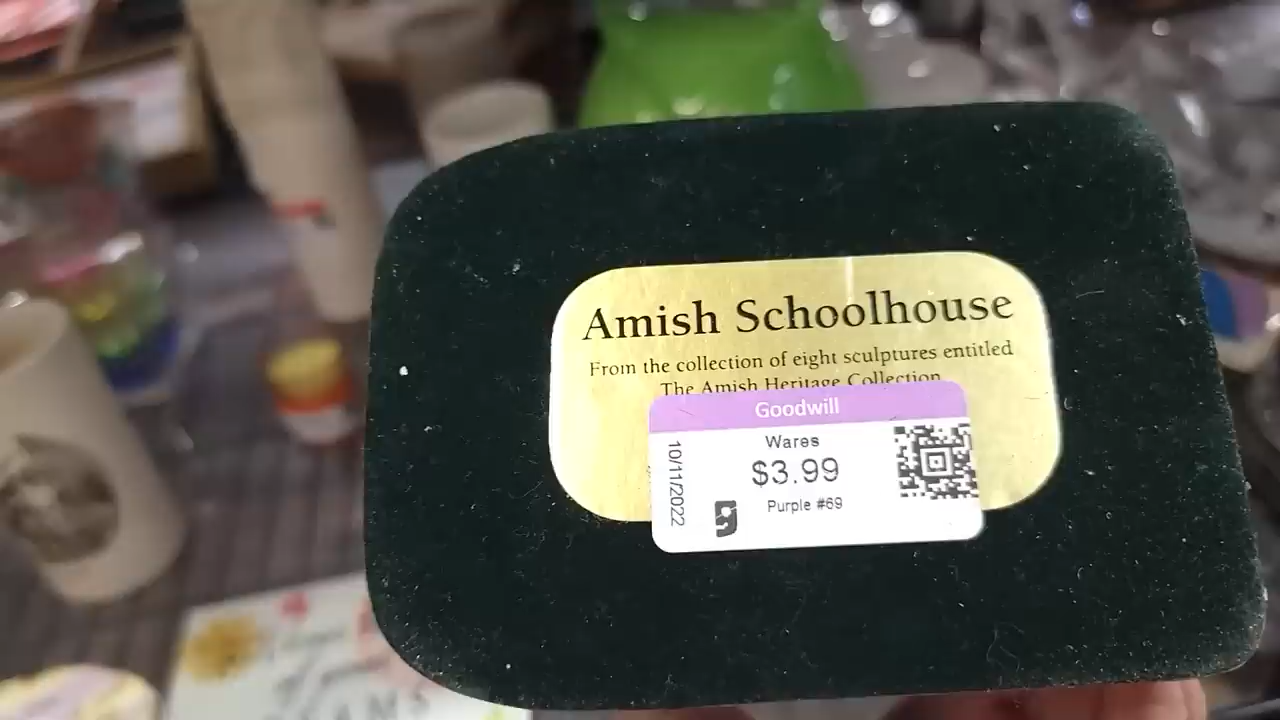 Amish Schoolhouse
From the collection of eight sculptures entitled
The Amish Heritage Collection
Goodwill
Wares
$3.99
Purple #69
10/11/2022